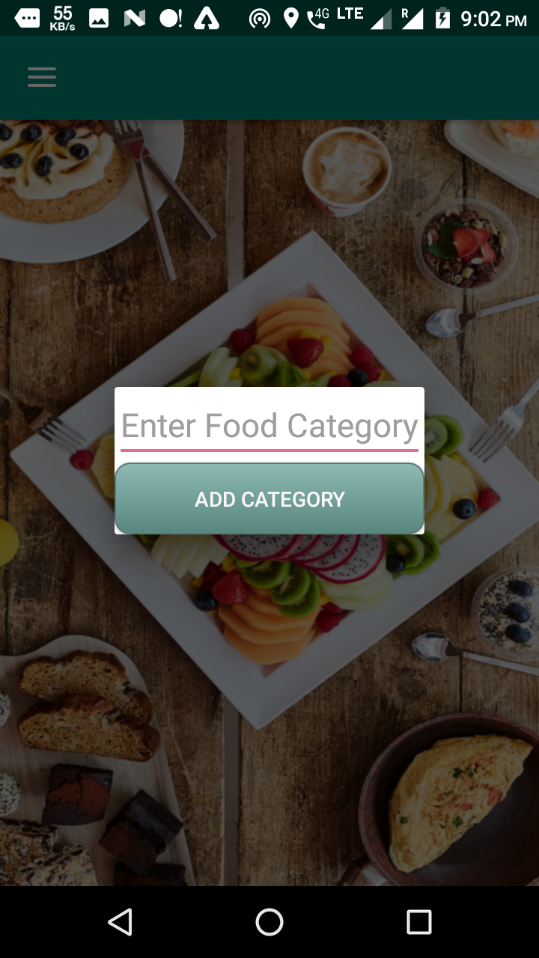 55
KB/s
4G
LTE
R
9:02 PM
Enter Food Category
ADD CATEGORY